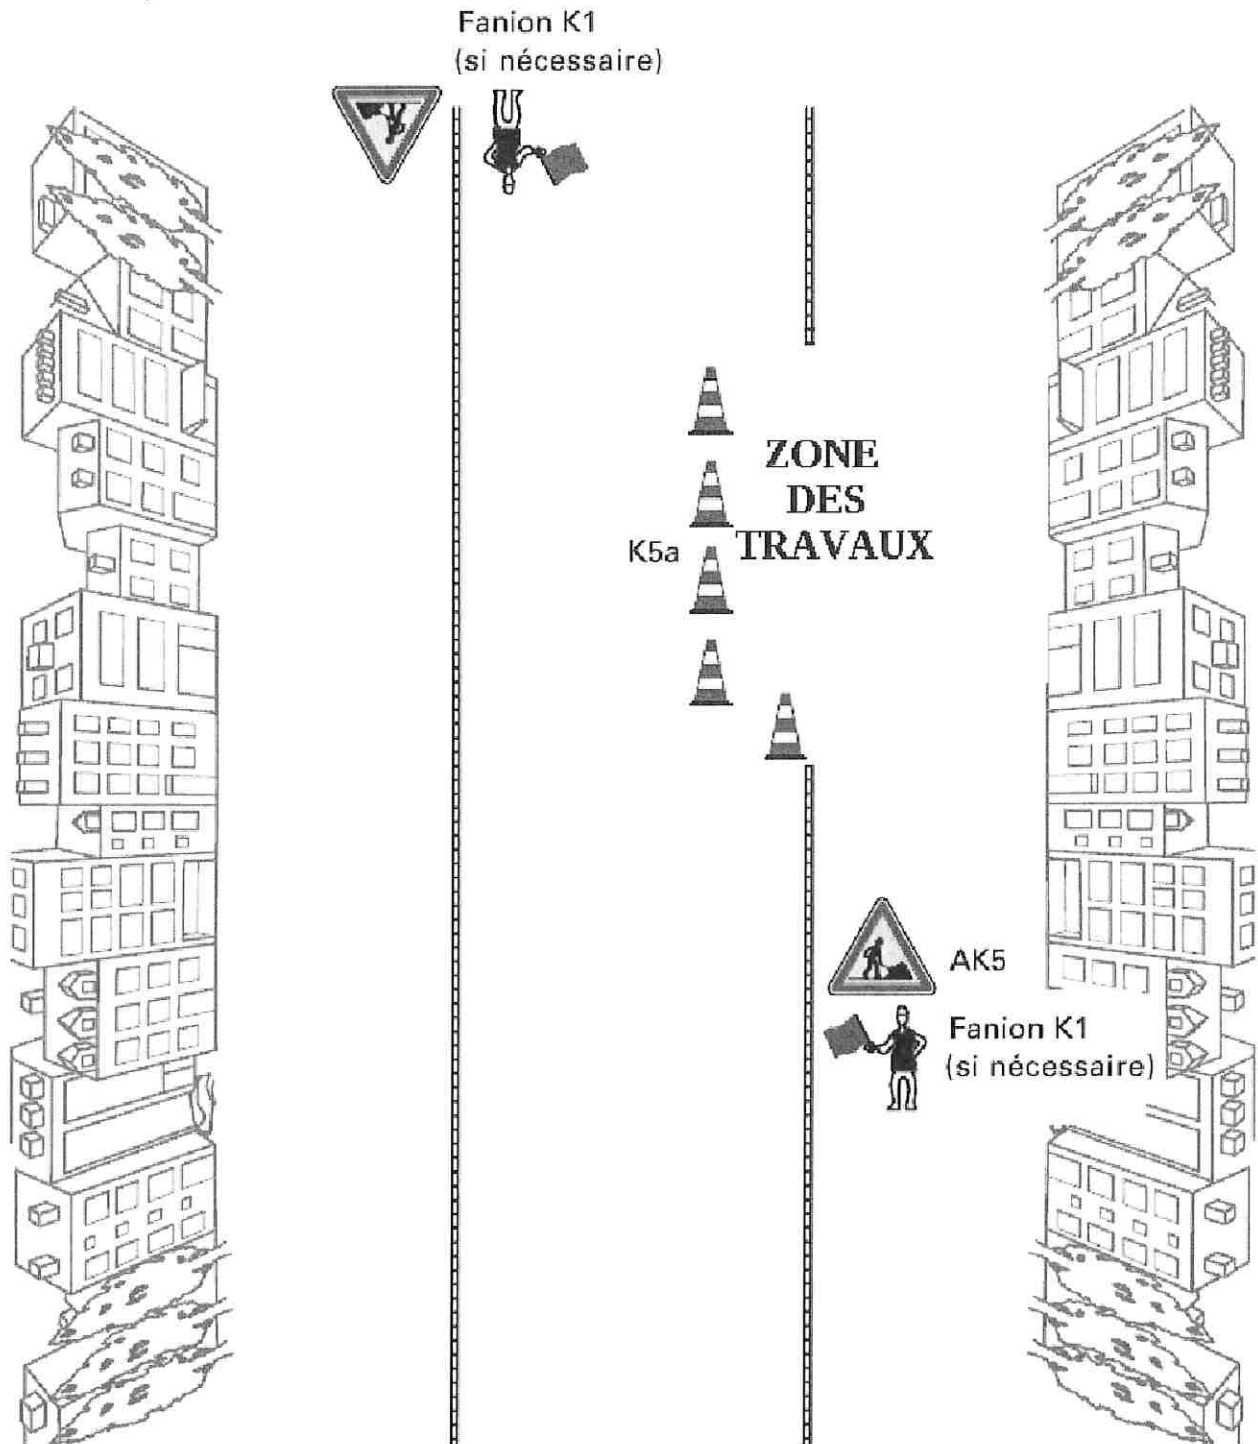 Fanion K1
(si nécessaire)
ZONE
DES
TRAVAUX
K5a
AK5
Fanion K1
(si nécessaire)